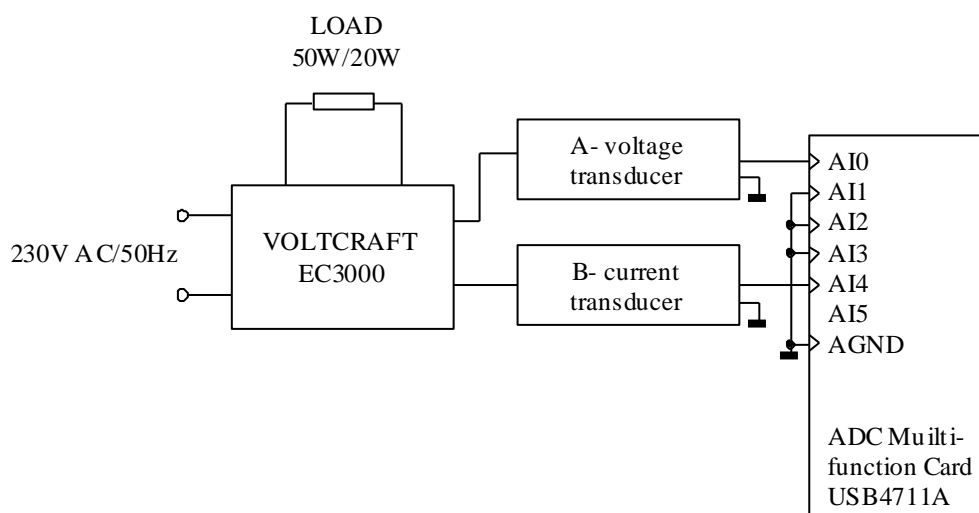 LOAD
50W/20W
A- voltage
transducer
230V AC/50Hz
VOLTCRAFT
EC3000
B- current
transducer
AI0
AI1
AI2
AI3
AI4
AI5
AGND
ADC Muilti-
function Card
USB4711A